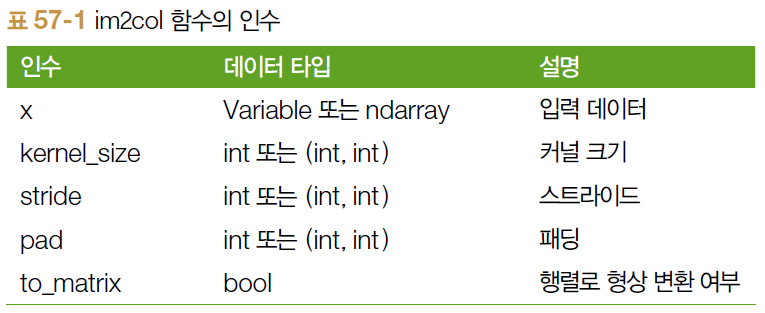 표 57-1 im2col 함수의 인수
인수 데이터 타입 설명
x Variable 또는 ndarray 입력 데이터
kernel_size int 또는 (int, int) 커널 크기
stride int 또는 (int, int) 스트라이드
pad int 또는 (int, int) 패딩
to_matrix bool 행렬로 형상 변환 여부